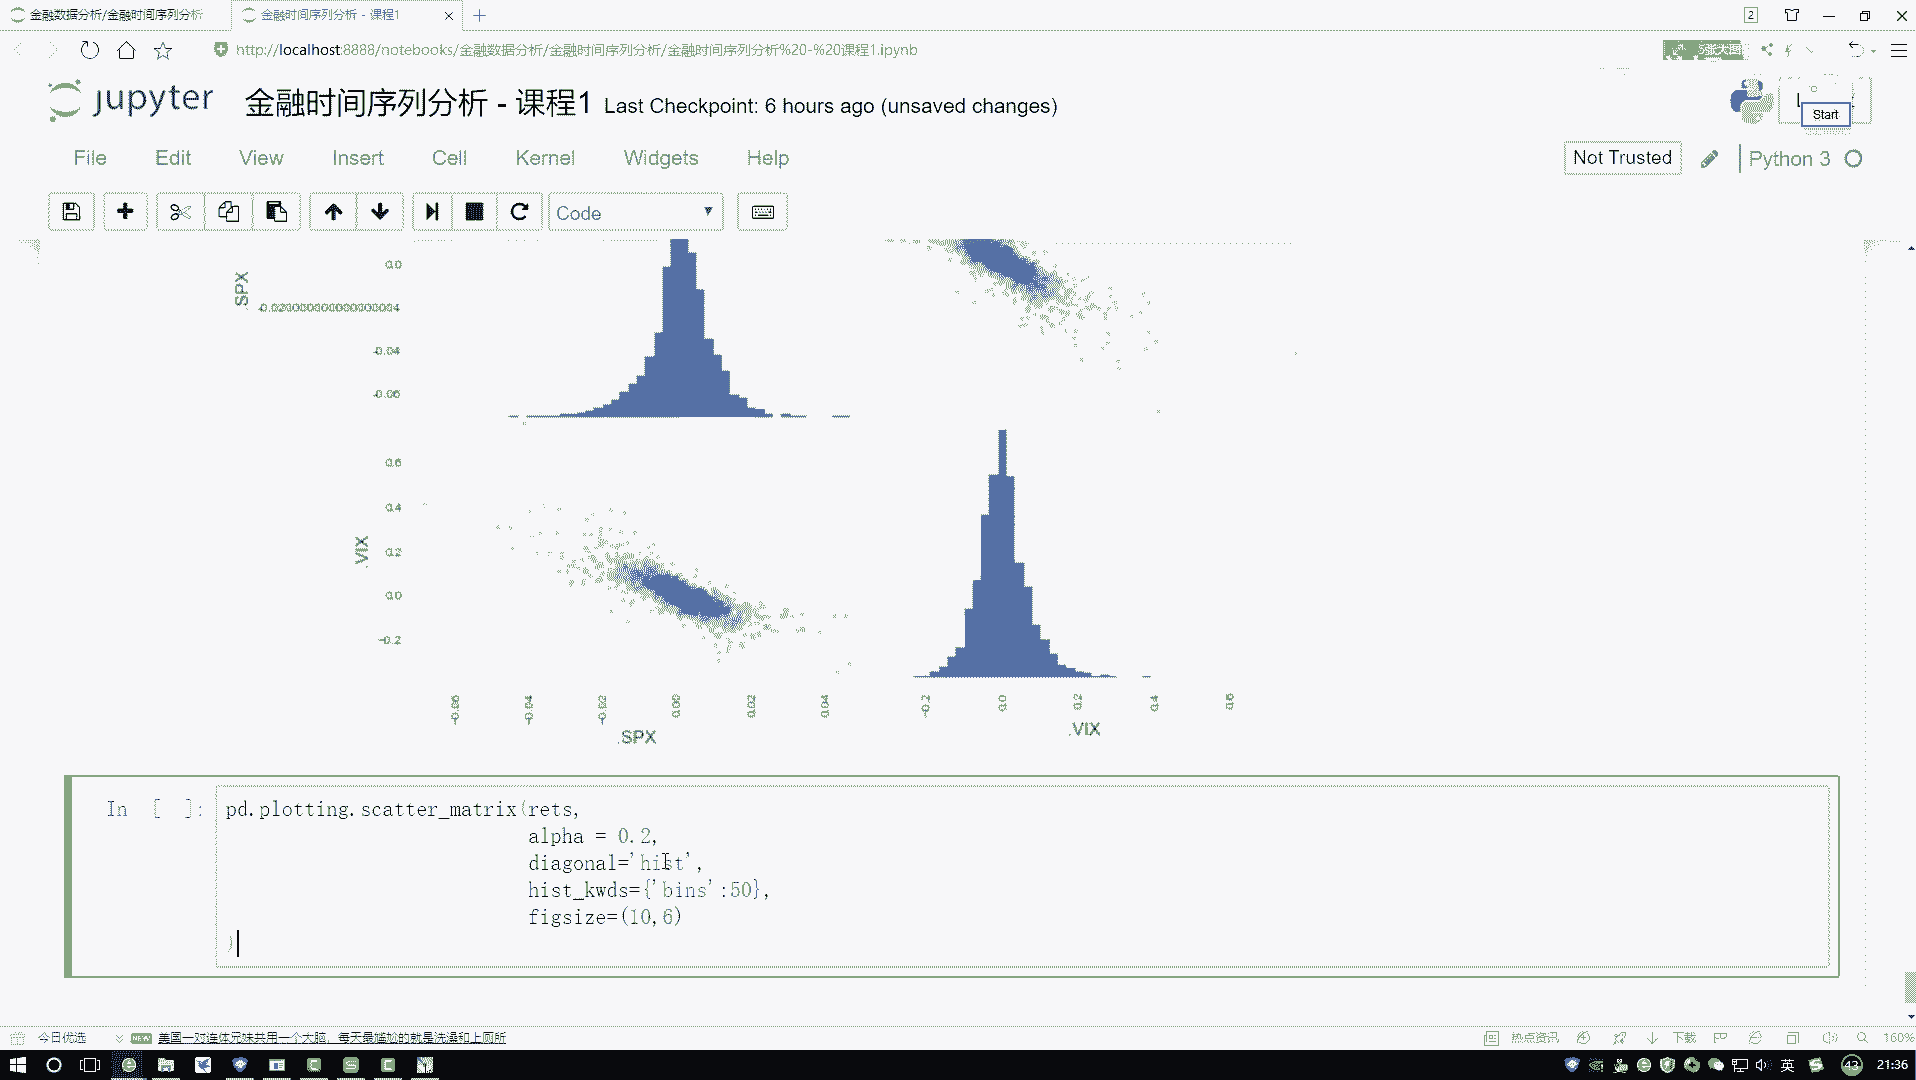 金融数据分析/金融时间序列分析
金融时间序列分析 - 课程1
2
http://localhost:8888/notebooks/金融数据分析/金融时间序列分析/金融时间序列分析%20-%20课程1.ipynb
5张大图
jupyter
金融时间序列分析 - 课程1
Last Checkpoint: 6 hours ago (unsaved changes)
Start
File Edit View Insert Cell Kernel Widgets Help
Not Trusted
Python 3
Code
0.0
.SPX
-0.020000000000000004
-0.04
-0.06
0.6
0.4
.VIX
0.2
0.0
-0.2
-0.06 -0.04 -0.02 0.00 0.02 0.04
-0.2 0.0 0.2 0.4 0.6
.SPX
.VIX
In [ ]:
pd.plotting.scatter_matrix(rets,
alpha = 0.2,
diagonal='hist',
hist_kwds={'bins':50},
figsize=(10,6)
)
今日优选
NEW
美国一对连体兄妹共用一个大脑，每天最尴尬的就是洗澡和上厕所
热点资讯
下载
160%
英
43
21:36